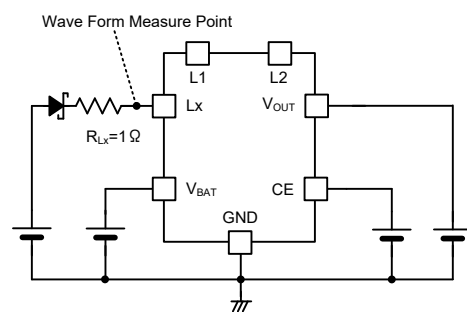 Wave Form Measure Point
L1
L2
Lx
VOUT
RLx=1Ω
VBAT
CE
GND